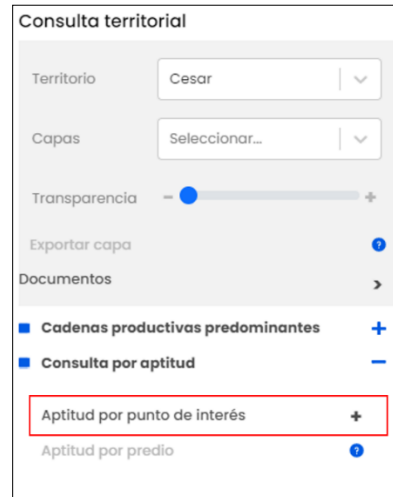 Consulta territorial
Territorio Cesar
Capas Seleccionar...
Transparencia - +
Exportar capa ?
Documentos >
Cadenas productivas predominantes +
Consulta por aptitud -
Aptitud por punto de interés +
Aptitud por predio ?